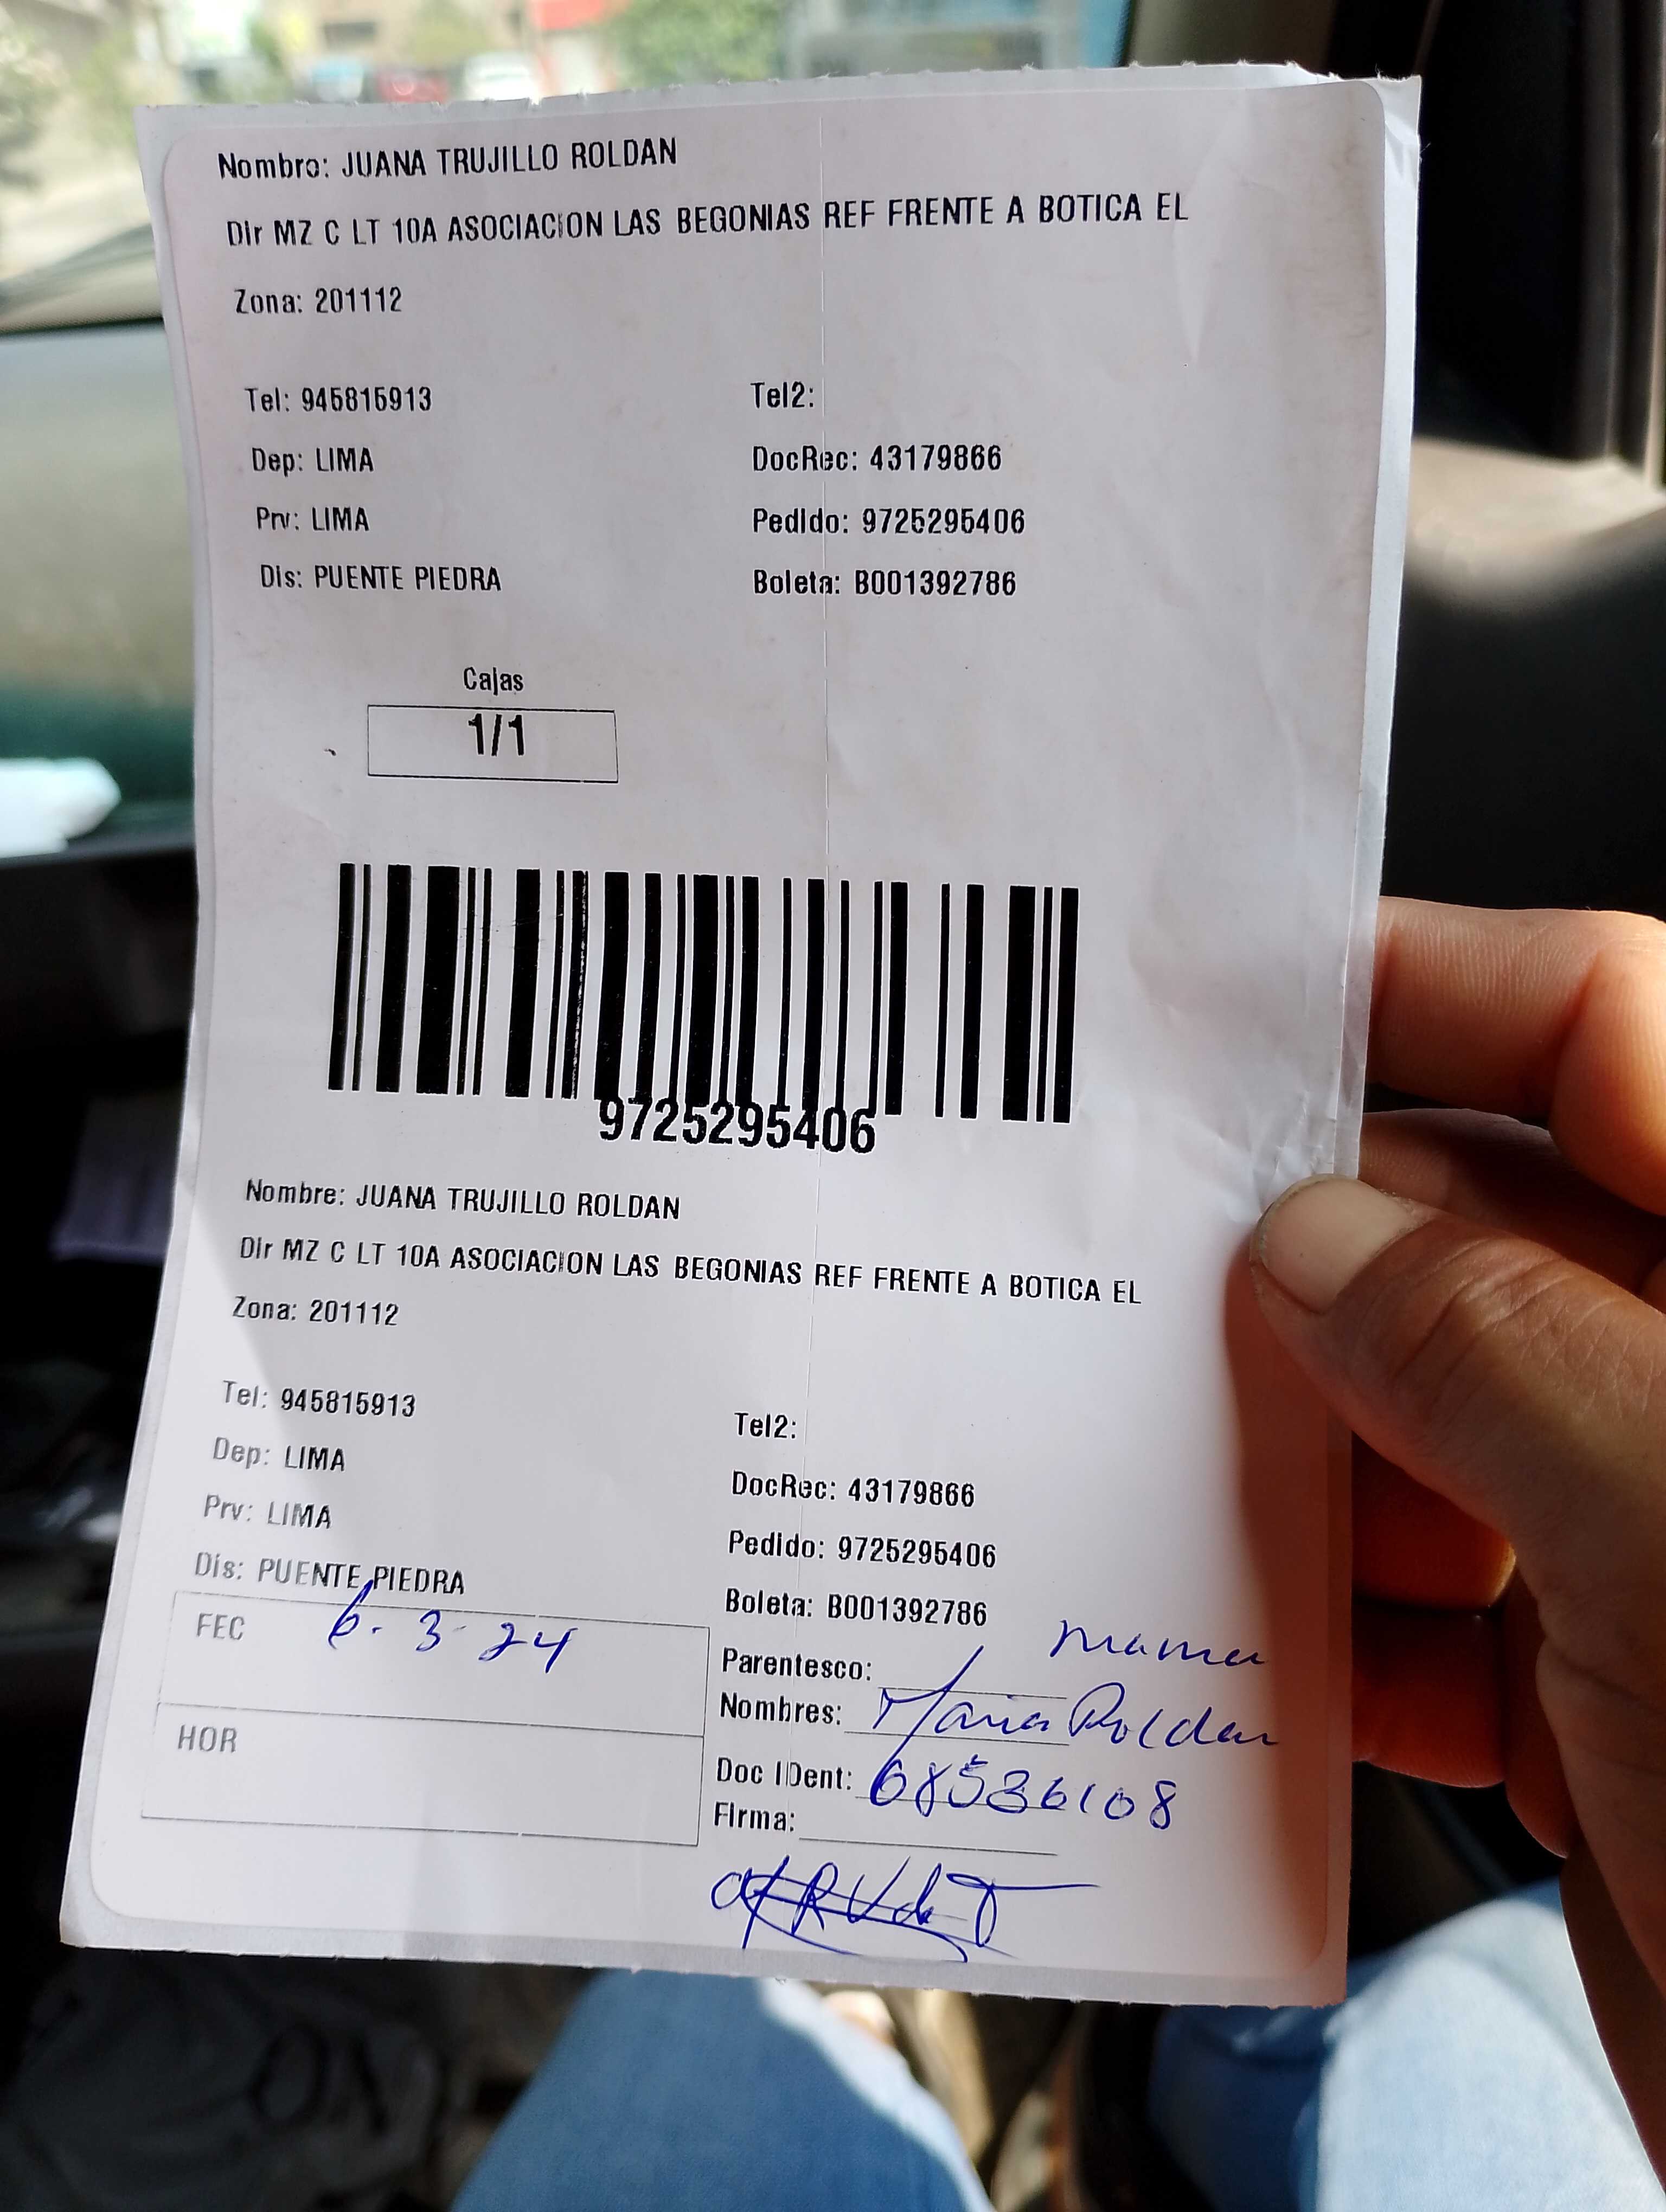 Nombre: JUANA TRUJILLO ROLDAN
Dir MZ C LT 10A ASOCIACION LAS BEGONIAS REF FRENTE A BOTICA EL
Zona: 201112
Tel: 945815913 Tel2:
Dep: LIMA DocRec: 43179866
Prv: LIMA Pedido: 9725295406
Dis: PUENTE PIEDRA Boleta: B001392786
Cajas
1/1
9725295406
Nombre: JUANA TRUJILLO ROLDAN
Dir MZ C LT 10A ASOCIACION LAS BEGONIAS REF FRENTE A BOTICA EL
Zona: 201112
Tel: 945815913 Tel2:
Dep: LIMA DocRec: 43179866
Prv: LIMA Pedido: 9725295406
Dis: PUENTE PIEDRA Boleta: B001392786
FEC 6-3-24
Parentesco: mama
Nombres: Maria Roldan
HOR
Doc IDent: 68536108
Firma: